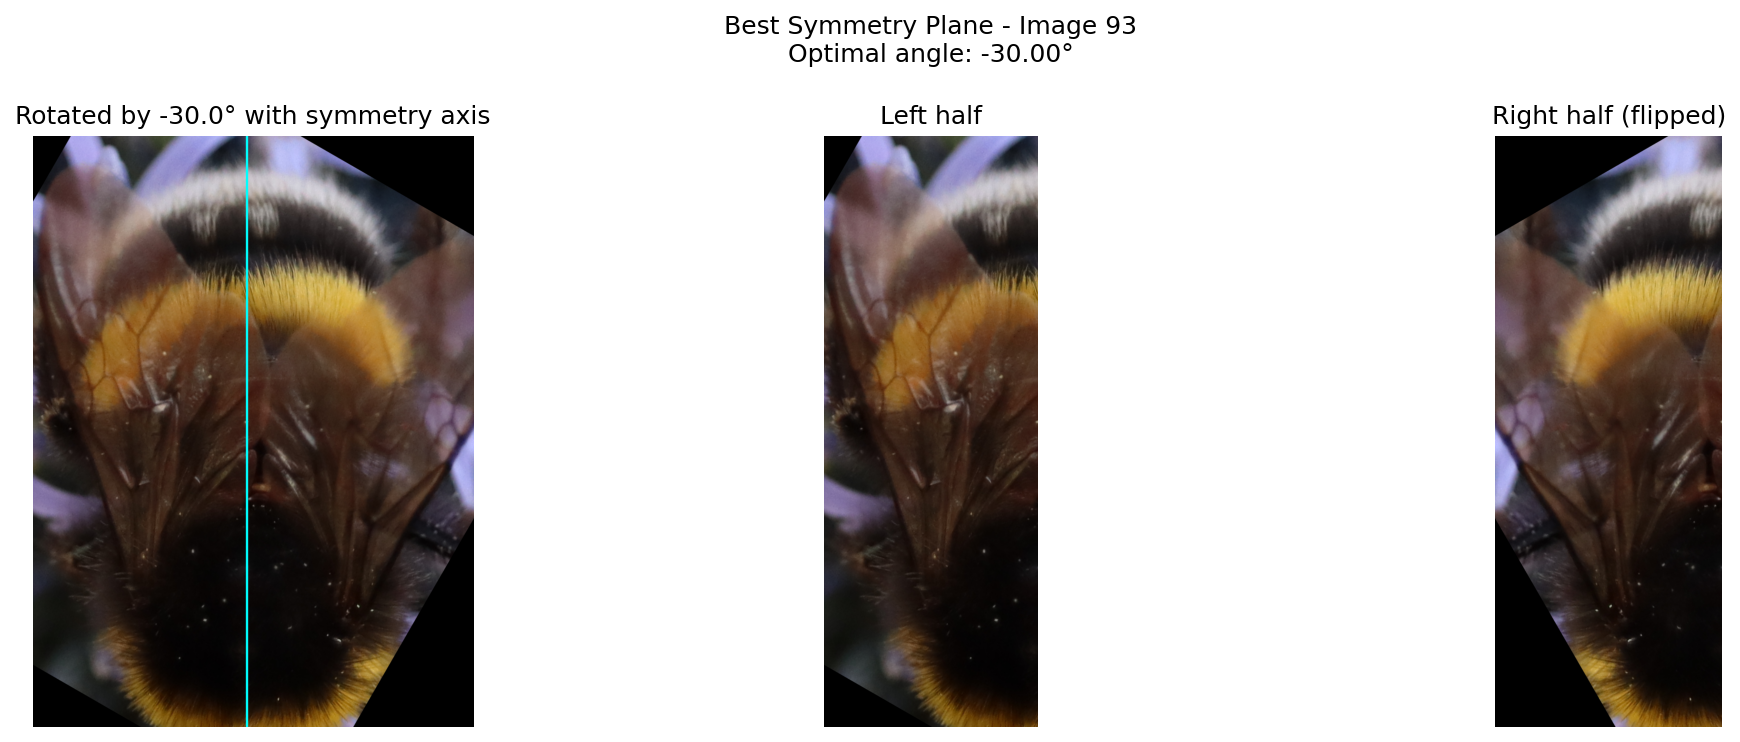 Best Symmetry Plane - Image 93
Optimal angle: -30.00°
Rotated by -30.0° with symmetry axis
Left half
Right half (flipped)